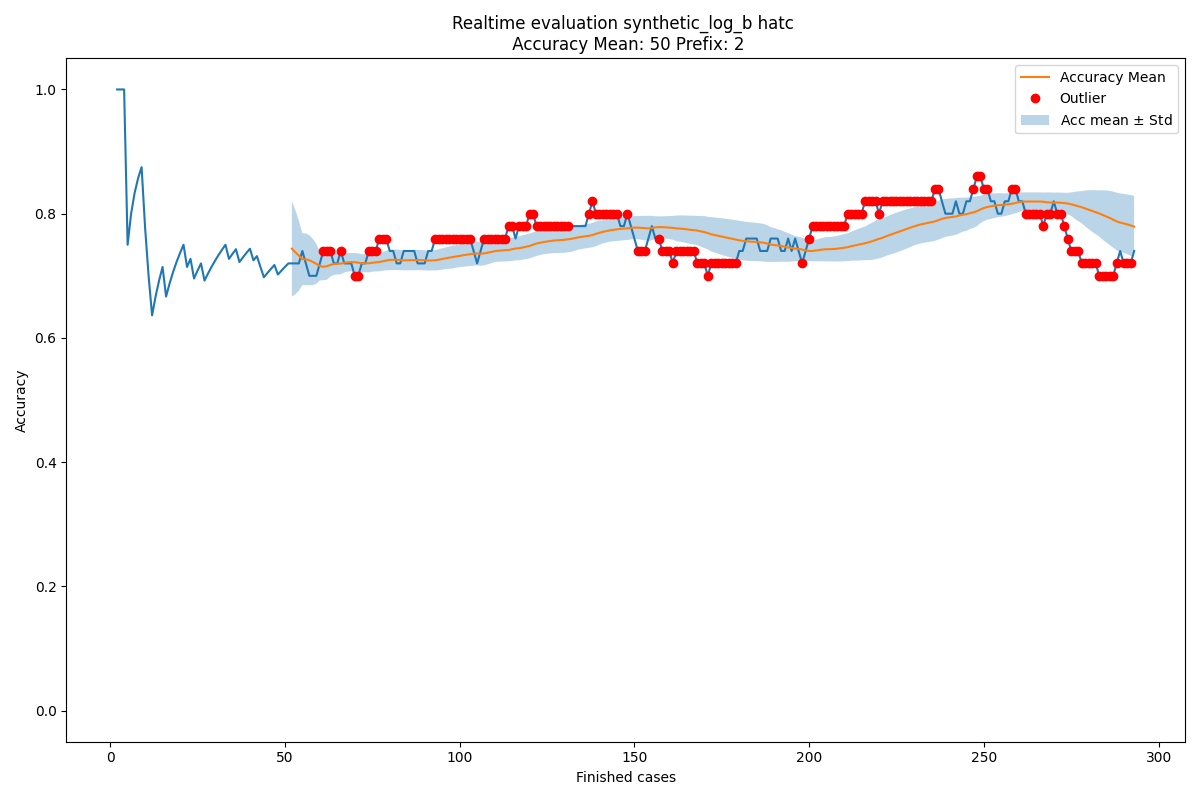 Realtime evaluation synthetic_log_b hatc
Accuracy Mean: 50 Prefix: 2
Accuracy Mean
Outlier
Acc mean ± Std
1.0
0.8
0.6
0.4
0.2
0.0
Accuracy
0
50
100
150
200
250
300
Finished cases